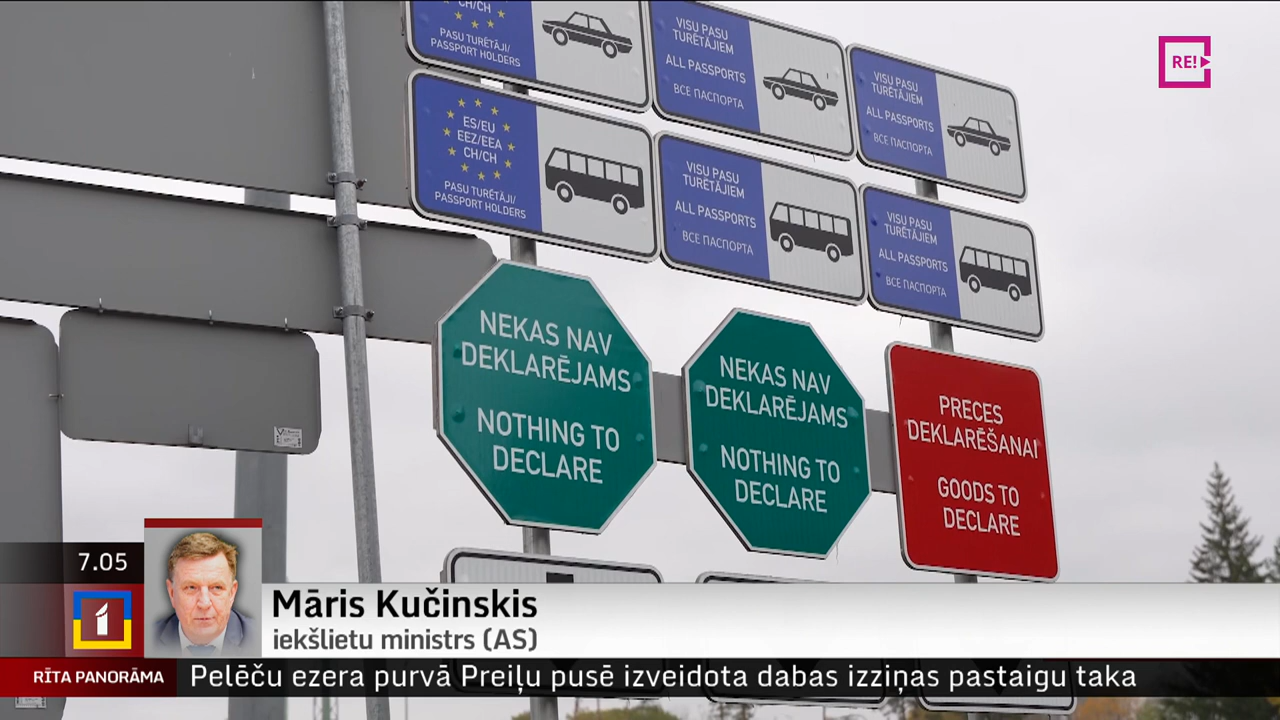 CH/CH
PASU TURĒTĀJI/
PASSPORT HOLDERS
VISU PASU
TURĒTĀJIEM
ALL PASSPORTS
ВСЕ ПАСПОРТА
VISU PASU
TURĒTĀJIEM
ALL PASSPORTS
ВСЕ ПАСПОРТА
RE!
ES/EU
EEZ/EEA
CH/CH
PASU TURĒTĀJI/
PASSPORT HOLDERS
VISU PASU
TURĒTĀJIEM
ALL PASSPORTS
ВСЕ ПАСПОРТА
VISU PASU
TURĒTĀJIEM
ALL PASSPORTS
ВСЕ ПАСПОРТА
NEKAS NAV
DEKLARĒJAMS
NOTHING TO
DECLARE
NEKAS NAV
DEKLARĒJAMS
NOTHING TO
DECLARE
PRECES
DEKLARĒŠANAI
GOODS TO
DECLARE
7.05
1
Māris Kučinskis
iekšlietu ministrs (AS)
RĪTA PANORĀMA
Pelēču ezera purvā Preiļu pusē izveidota dabas izziņas pastaigu taka